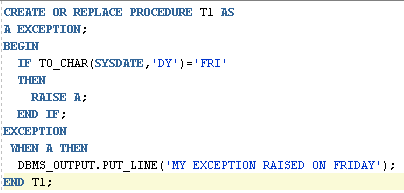 CREATE OR REPLACE PROCEDURE T1 AS
A EXCEPTION;
BEGIN
IF TO_CHAR(SYSDATE,'DY')='FRI'
THEN
RAISE A;
END IF;
EXCEPTION
WHEN A THEN
DBMS_OUTPUT.PUT_LINE('MY EXCEPTION RAISED ON FRIDAY');
END T1;